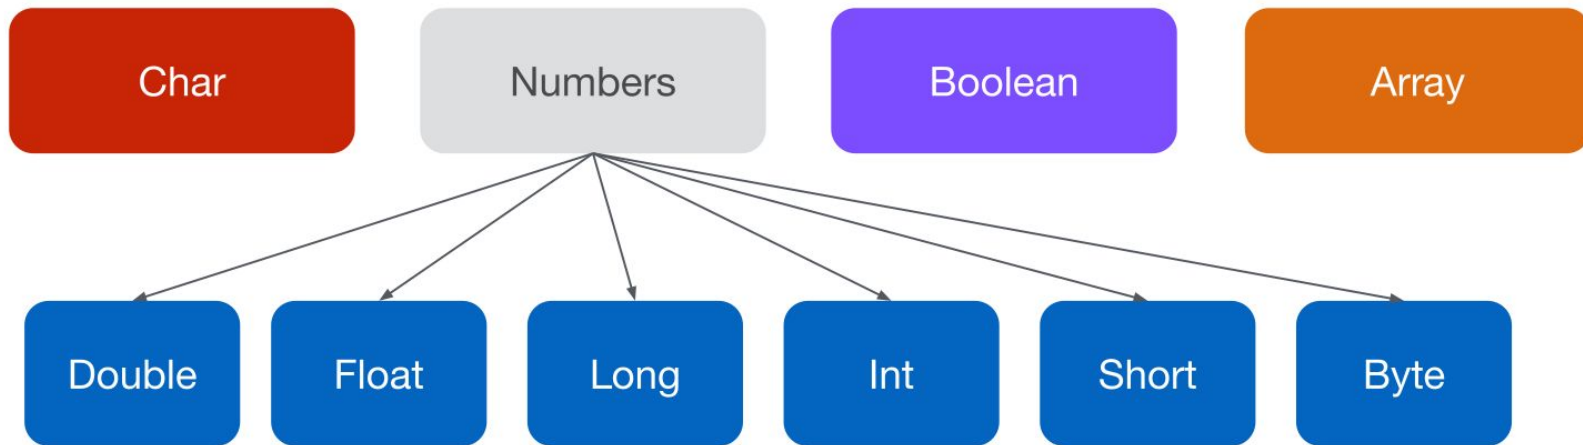 Char
Numbers
Boolean
Array
Double
Float
Long
Int
Short
Byte